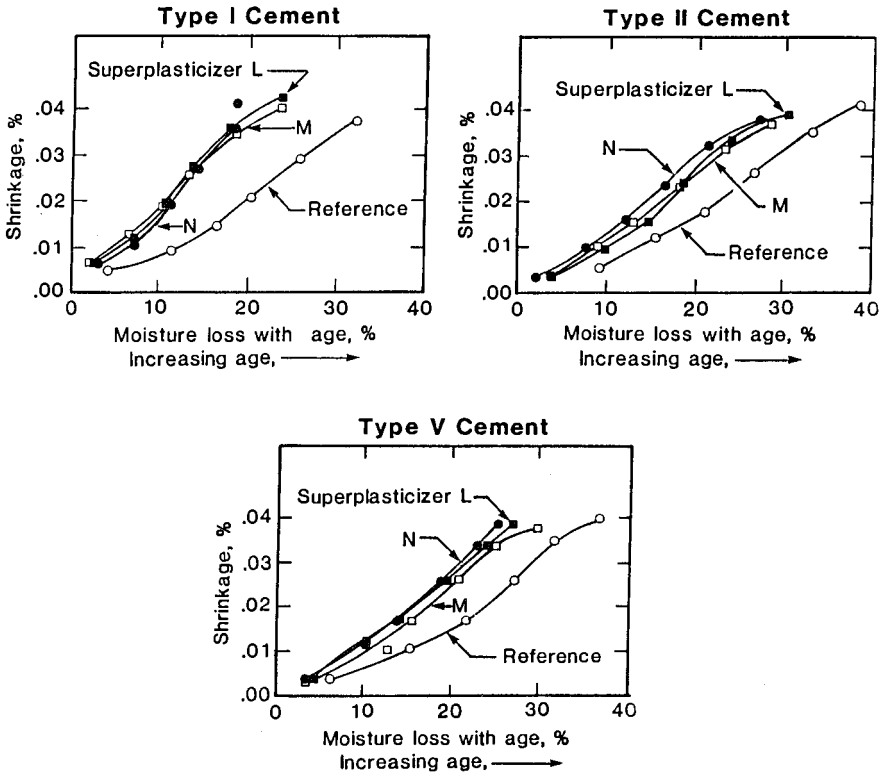 Type I Cement
Superplasticizer L
M
N
Reference
Shrinkage, %
.04
.03
.02
.01
.00
0 10 20 30 40
Moisture loss with age, %
Increasing age,
Type II Cement
Superplasticizer L
N
M
Reference
Shrinkage, %
.04
.03
.02
.01
.00
0 10 20 30 40
Moisture loss with age, %
Increasing age,
Type V Cement
Superplasticizer L
N
M
Reference
Shrinkage, %
.04
.03
.02
.01
.00
0 10 20 30 40
Moisture loss with age, %
Increasing age,